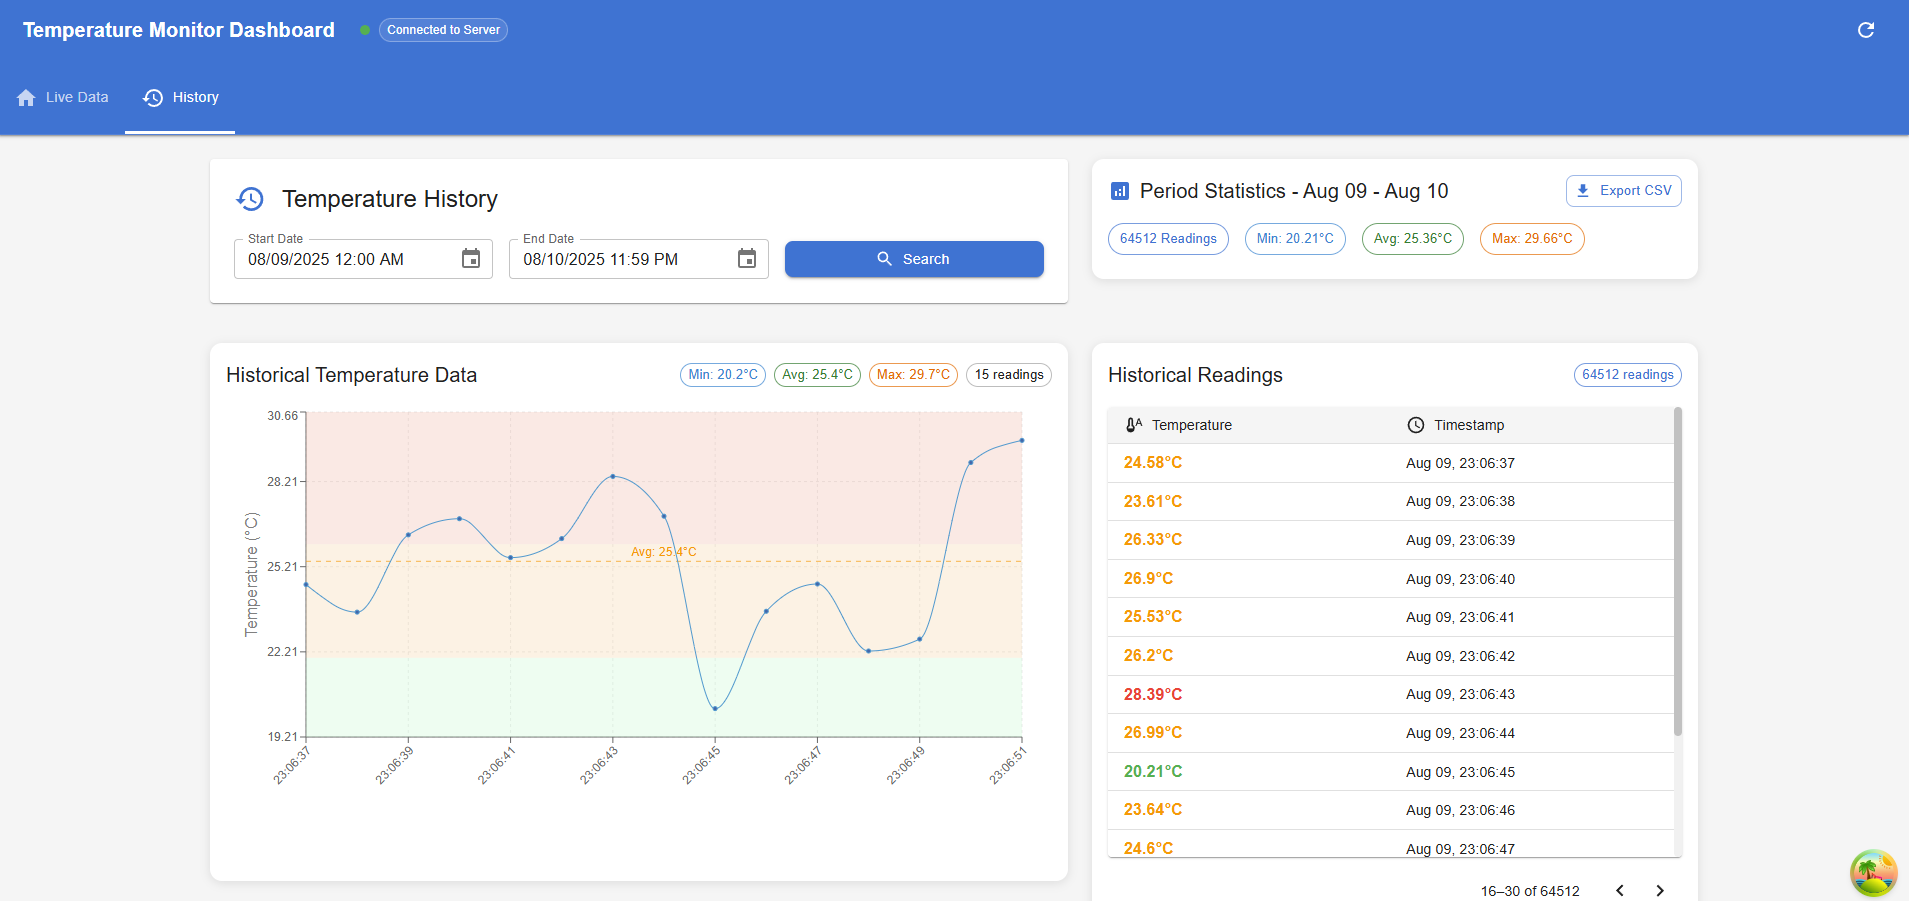 Temperature Monitor Dashboard
Connected to Server
Live Data
History
Temperature History
Start Date
08/09/2025 12:00 AM
End Date
08/10/2025 11:59 PM
Search
Period Statistics - Aug 09 - Aug 10
Export CSV
64512 Readings
Min: 20.21°C
Avg: 25.36°C
Max: 29.66°C
Historical Temperature Data
Min: 20.2°C
Avg: 25.4°C
Max: 29.7°C
15 readings
Temperature (°C)
30.66
28.21
25.21
22.21
19.21
Avg: 25.4°C
23:06:37
23:06:39
23:06:41
23:06:43
23:06:45
23:06:47
23:06:49
23:06:51
Historical Readings
64512 readings
Temperature Timestamp
24.58°C Aug 09, 23:06:37
23.61°C Aug 09, 23:06:38
26.33°C Aug 09, 23:06:39
26.9°C Aug 09, 23:06:40
25.53°C Aug 09, 23:06:41
26.2°C Aug 09, 23:06:42
28.39°C Aug 09, 23:06:43
26.99°C Aug 09, 23:06:44
20.21°C Aug 09, 23:06:45
23.64°C Aug 09, 23:06:46
24.6°C Aug 09, 23:06:47
16–30 of 64512